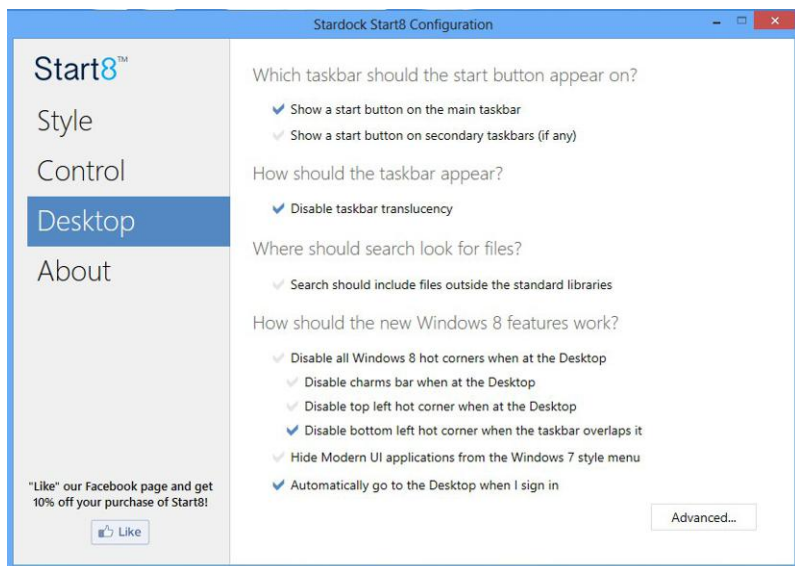 Stardock Start8 Configuration
Start8™
Style
Control
Desktop
About
"Like" our Facebook page and get
10% off your purchase of Start8!
Like
Which taskbar should the start button appear on?
Show a start button on the main taskbar
Show a start button on secondary taskbars (if any)
How should the taskbar appear?
Disable taskbar translucency
Where should search look for files?
Search should include files outside the standard libraries
How should the new Windows 8 features work?
Disable all Windows 8 hot corners when at the Desktop
Disable charms bar when at the Desktop
Disable top left hot corner when at the Desktop
Disable bottom left hot corner when the taskbar overlaps it
Hide Modern UI applications from the Windows 7 style menu
Automatically go to the Desktop when I sign in
Advanced...